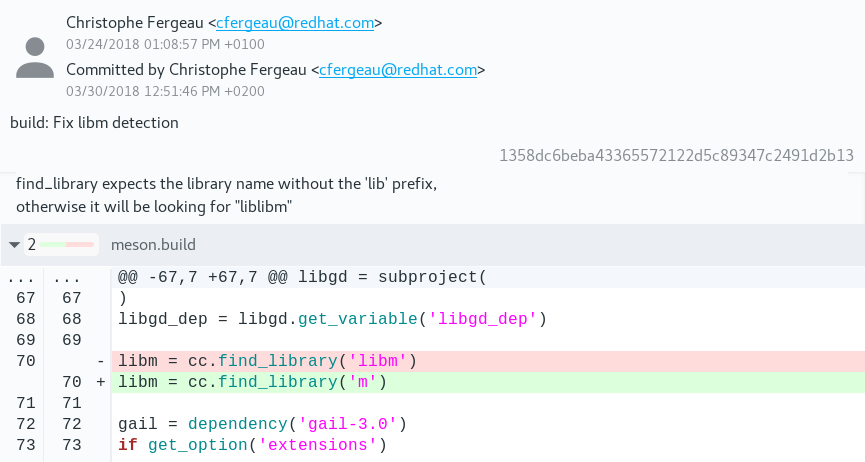 Christophe Fergeau <cfergeau@redhat.com>
03/24/2018 01:08:57 PM +0100
Committed by Christophe Fergeau <cfergeau@redhat.com>
03/30/2018 12:51:46 PM +0200
build: Fix libm detection
1358dc6beba43365572122d5c89347c2491d2b13
find_library expects the library name without the 'lib' prefix,
otherwise it will be looking for "liblibm"
2 meson.build
... ... @@ -67,7 +67,7 @@ libgd = subproject(
67 67 )
68 68 libgd_dep = libgd.get_variable('libgd_dep')
69 69
70 - libm = cc.find_library('libm')
70 + libm = cc.find_library('m')
71 71
72 72 gail = dependency('gail-3.0')
73 73 if get_option('extensions')